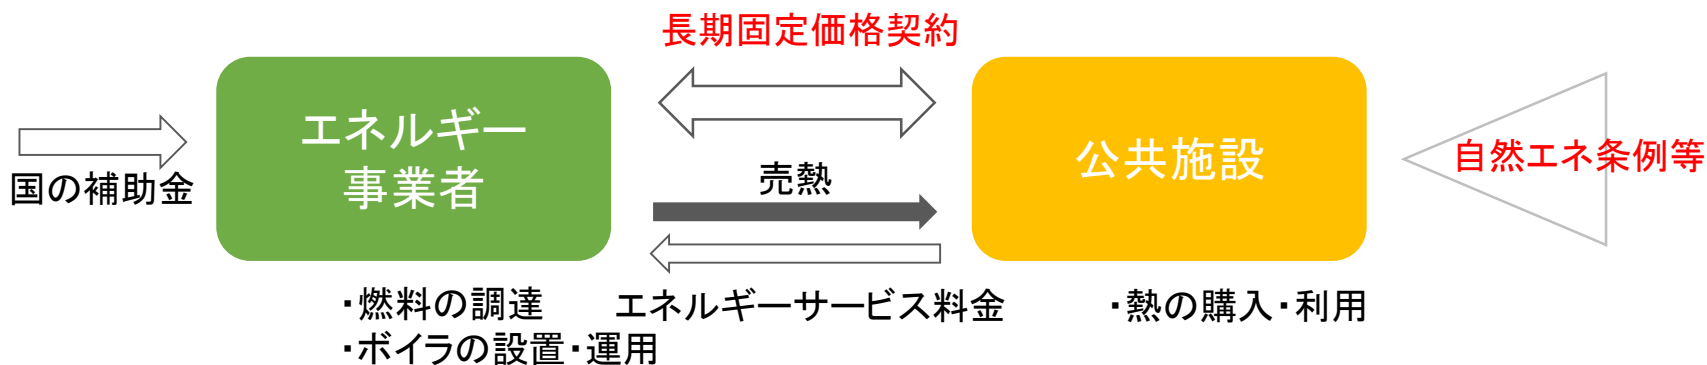 長期固定価格契約
国の補助金
エネルギー
事業者
売熱
公共施設
自然エネ条例等
・燃料の調達
・ボイラの設置・運用
エネルギーサービス料金
・熱の購入・利用